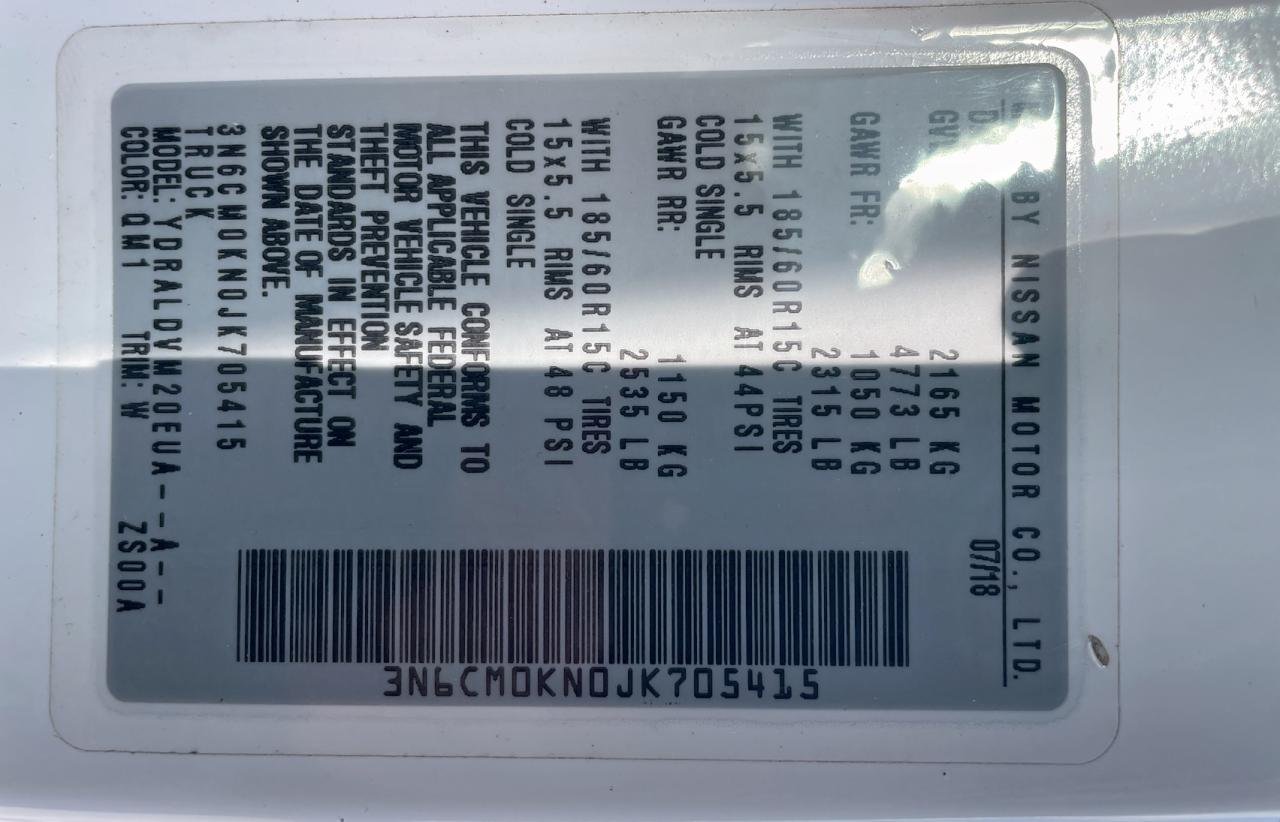 BY NISSAN MOTOR CO., LTD.
07/18
2165 KG
4773 LB
GAWR FR: 1050 KG
2315 LB
WITH 185/60R15C TIRES
15x5.5 RIMS AT 44PSI
COLD SINGLE
GAWR RR: 1150 KG
2535 LB
WITH 185/60R15C TIRES
15x5.5 RIMS AT 48 PSI
COLD SINGLE
THIS VEHICLE CONFORMS TO
ALL APPLICABLE FEDERAL
MOTOR VEHICLE SAFETY AND
THEFT PREVENTION
STANDARDS IN EFFECT ON
THE DATE OF MANUFACTURE
SHOWN ABOVE.
3N6CM0KN0JK705415
TRUCK
MODEL: YDRALDVM20EUA--A--
COLOR: QM1 TRIM: W ZS00A
3N6CM0KN0JK705415